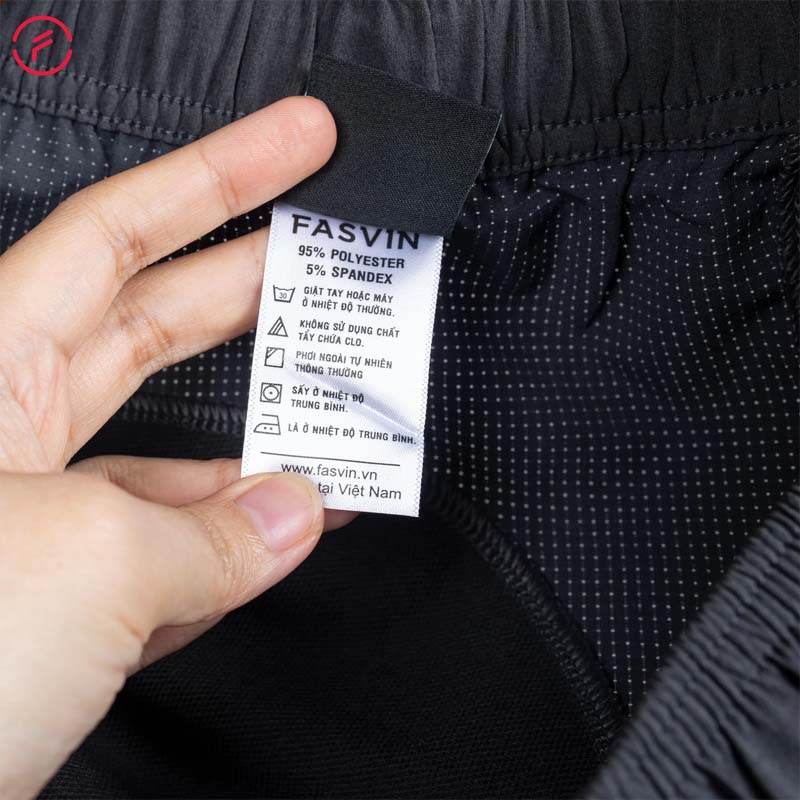 FASVIN
95% POLYESTER
5% SPANDEX
30
GIẶT TAY HOẶC MÁY
Ở NHIỆT ĐỘ THƯỜNG.
KHÔNG SỬ DỤNG CHẤT
TẨY CHỨA CLO.
PHƠI NGOÀI TỰ NHIÊN
THÔNG THƯỜNG
SẤY Ở NHIỆT ĐỘ
TRUNG BÌNH.
LÀ Ở NHIỆT ĐỘ TRUNG BÌNH.
www.fasvin.vn
tại Việt Nam